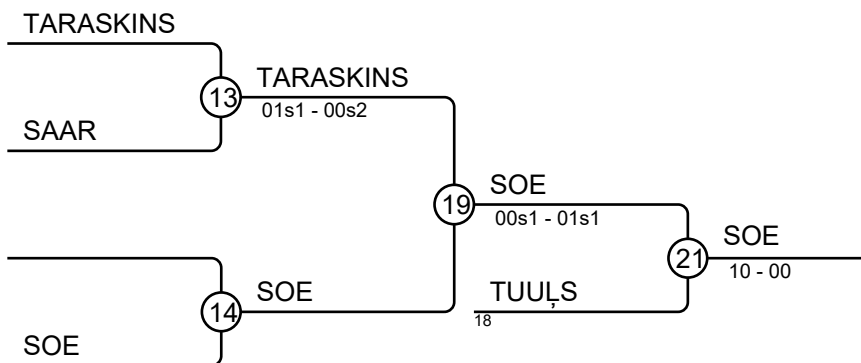 TARASKINS
13
TARASKINS
01s1 - 00s2
SAAR
19
SOE
00s1 - 01s1
21
SOE
10 - 00
14
SOE
TUUĻS
18
SOE